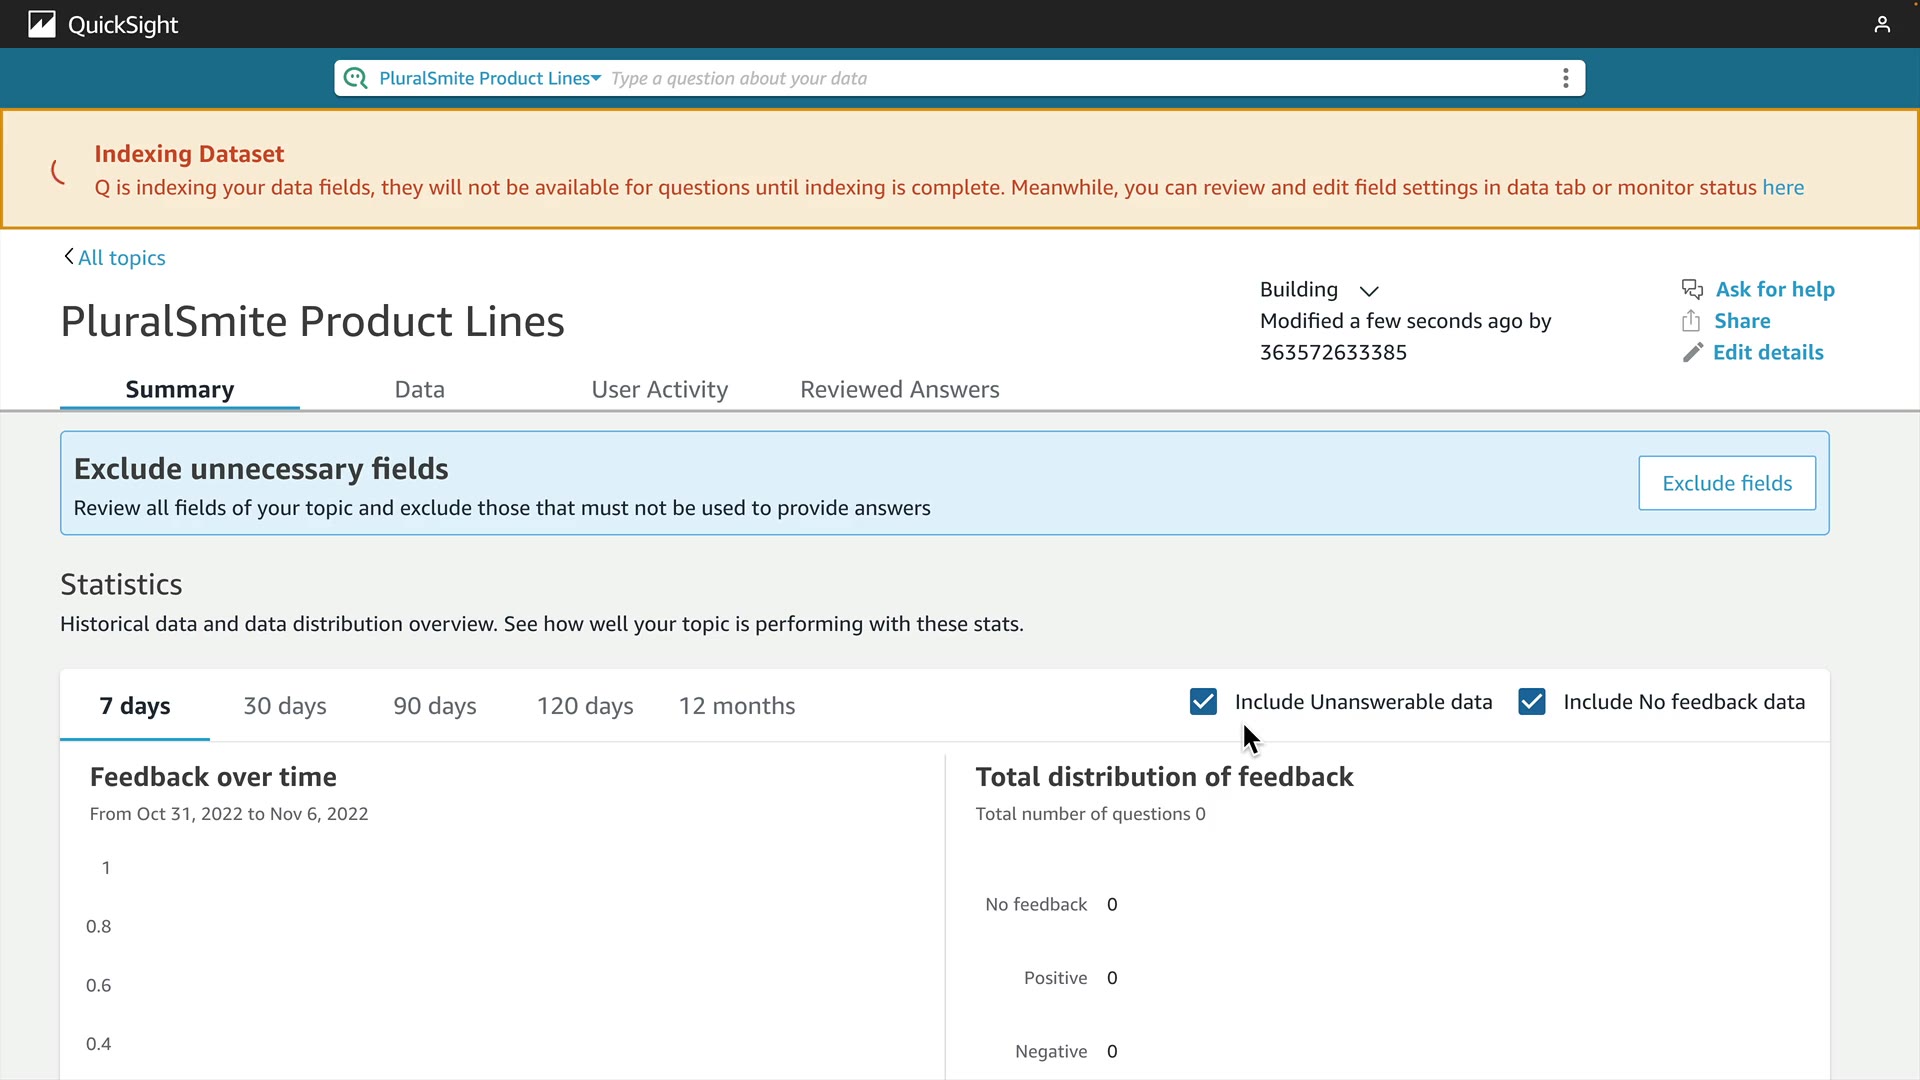 QuickSight
PluralSmite Product Lines Type a question about your data
Indexing Dataset
Q is indexing your data fields, they will not be available for questions until indexing is complete. Meanwhile, you can review and edit field settings in data tab or monitor status here
All topics
PluralSmite Product Lines
Building
Modified a few seconds ago by
363572633385
Ask for help
Share
Edit details
Summary Data User Activity Reviewed Answers
Exclude unnecessary fields
Review all fields of your topic and exclude those that must not be used to provide answers
Exclude fields
Statistics
Historical data and data distribution overview. See how well your topic is performing with these stats.
7 days 30 days 90 days 120 days 12 months Include Unanswerable data Include No feedback data
Feedback over time
From Oct 31, 2022 to Nov 6, 2022
1
0.8
0.6
0.4
Total distribution of feedback
Total number of questions 0
No feedback 0
Positive 0
Negative 0